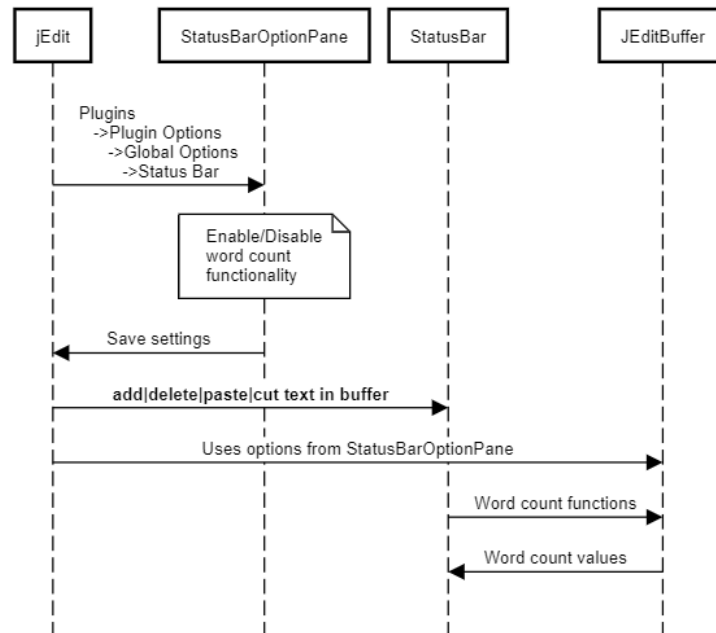 jEdit
StatusBarOptionPane
StatusBar
JEditBuffer
Plugins
->Plugin Options
->Global Options
->Status Bar
Enable/Disable
word count
functionality
Save settings
add|delete|paste|cut text in buffer
Uses options from StatusBarOptionPane
Word count functions
Word count values